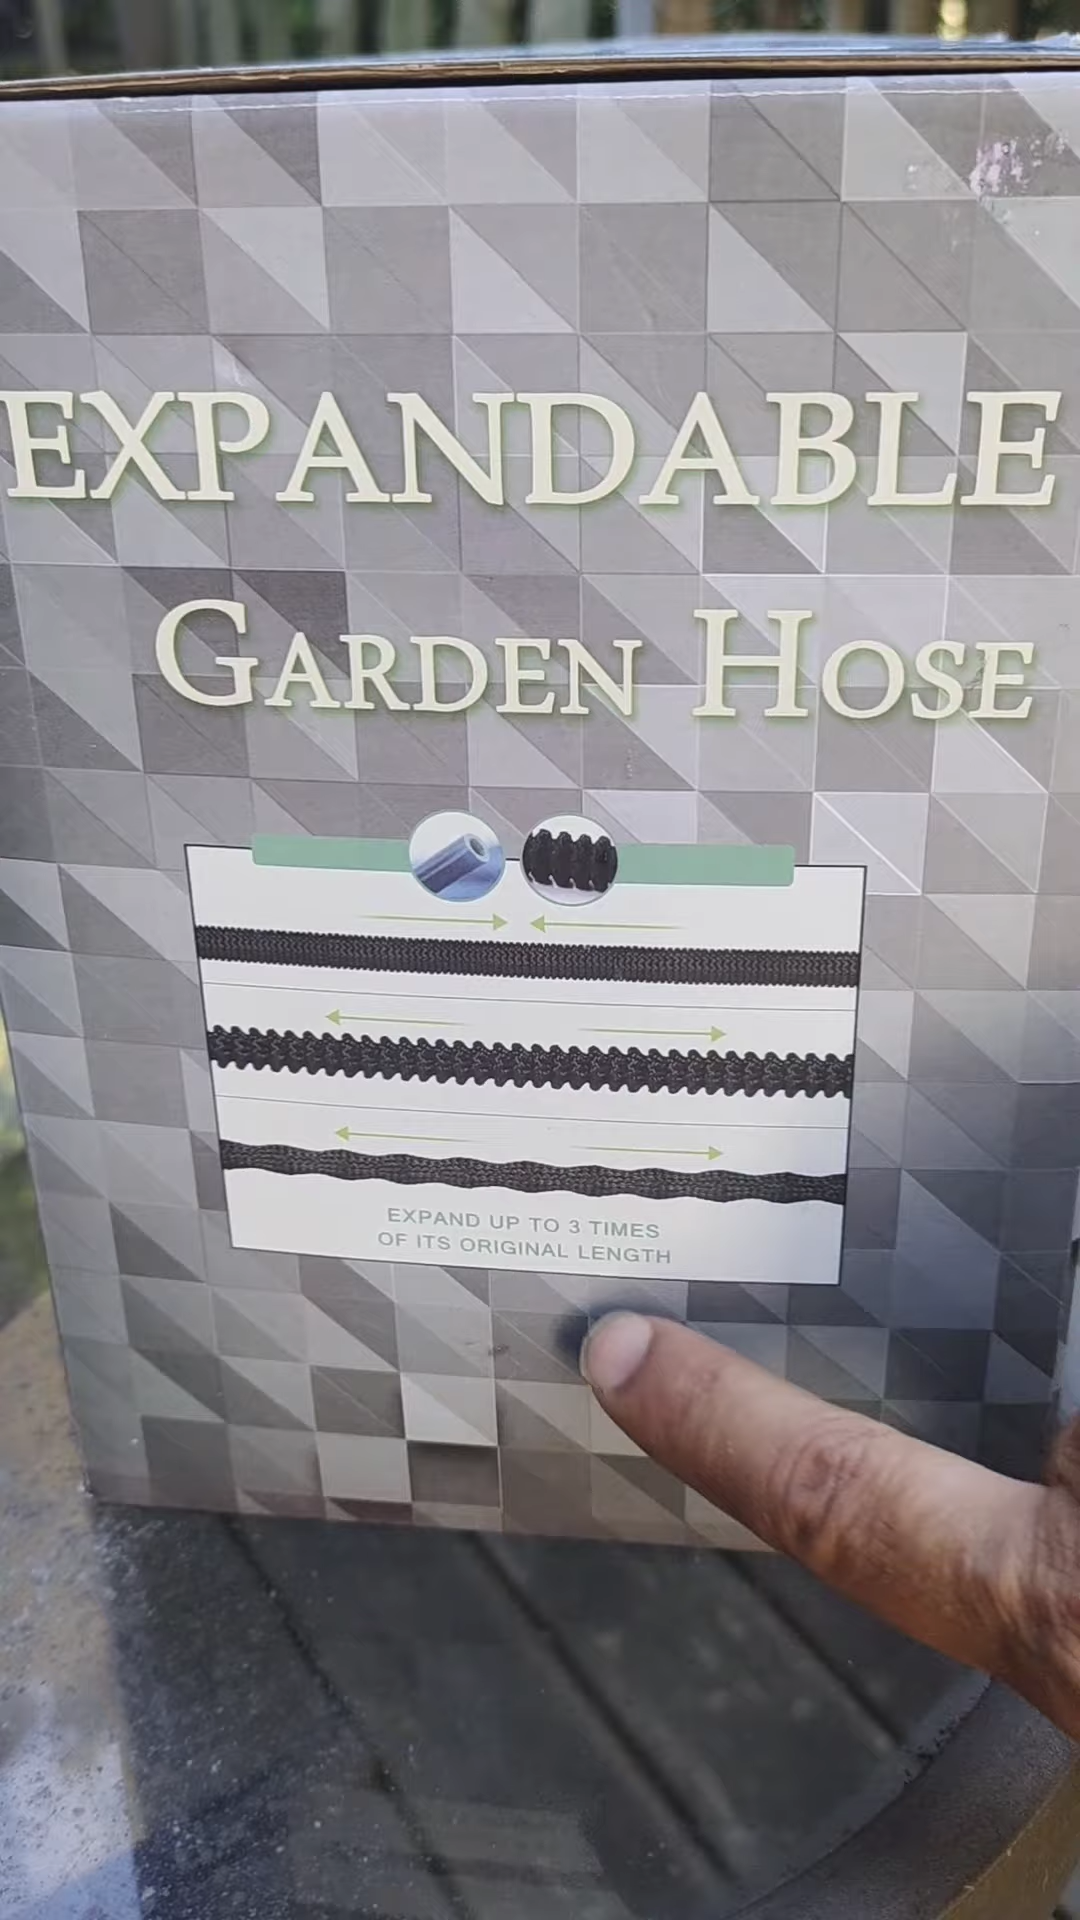 EXPANDABLE
GARDEN HOSE
EXPAND UP TO 3 TIMES
OF ITS ORIGINAL LENGTH